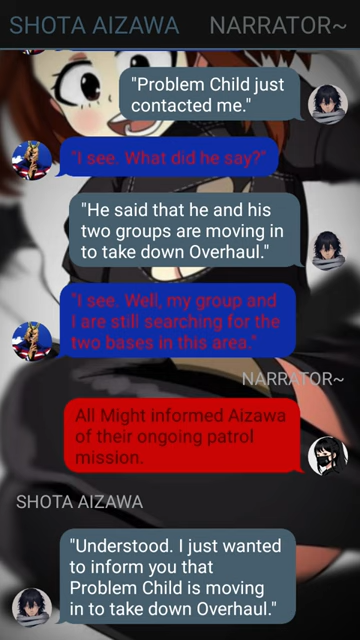 SHOTA AIZAWA NARRATOR~
"Problem Child just
contacted me."
"I see. What did he say?"
"He said that he and his
two groups are moving in
to take down Overhaul."
"I see. Well, my group and
I are still searching for the
two bases in this area."
NARRATOR~
All Might informed Aizawa
of their ongoing patrol
mission.
SHOTA AIZAWA
"Understood. I just wanted
to inform you that
Problem Child is moving
in to take down Overhaul."